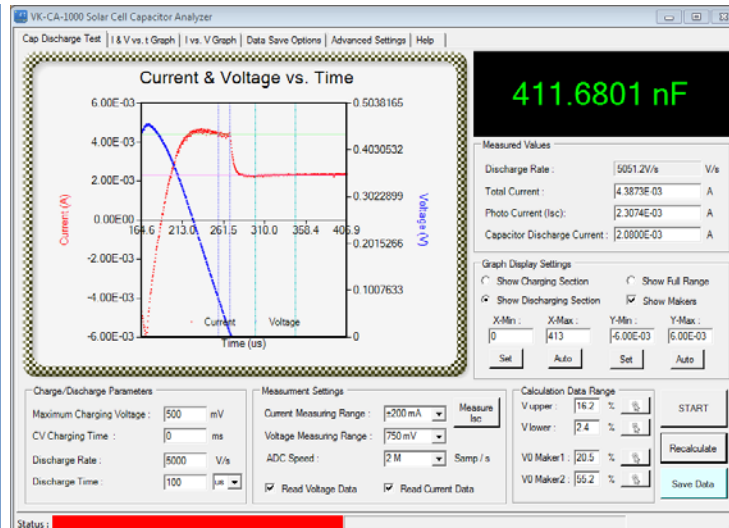 VK-CA-1000 Solar Cell Capacitor Analyzer
Cap Discharge Test | I & V vs. t Graph | I vs. V Graph | Data Save Options | Advanced Settings | Help
Current & Voltage vs. Time
6.00E-03
4.00E-03
2.00E-03
0.00E+00
-2.00E-03
-4.00E-03
-6.00E-03
Current (A)
164.6 213.0 261.5 310.0 358.4 406.9
Time (us)
Current Voltage
0.5038165
0.4030532
0.3022899
0.2015266
0.1007633
0
Voltage (V)
411.6801 nF
Measured Values
Discharge Rate : 5051.2V/s V/s
Total Current : 4.3873E-03 A
Photo Current (Isc): 2.3074E-03 A
Capacitor Discharge Current : 2.0800E-03 A
Graph Display Settings
Show Charging Section Show Full Range
Show Discharging Section Show Makers
X-Min : X-Max : Y-Min : Y-Max :
0 413 -6.00E-03 6.00E-03
Set Auto Set Auto
Charge/Discharge Parameters
Maximum Charging Voltage : 500 mV
CV Charging Time : 0 ms
Discharge Rate : 5000 V/s
Discharge Time : 100 us
Measurment Settings
Current Measuring Range : ±200 mA
Measure Isc
Voltage Measuring Range : 750 mV
ADC Speed : 2 M Samp / s
Read Voltage Data Read Current Data
Calculation Data Range
V upper : 16.2 %
V lower : 2.4 %
V0 Maker1 : 20.5 %
V0 Maker2 : 55.2 %
START
Recalculate
Save Data
Status :